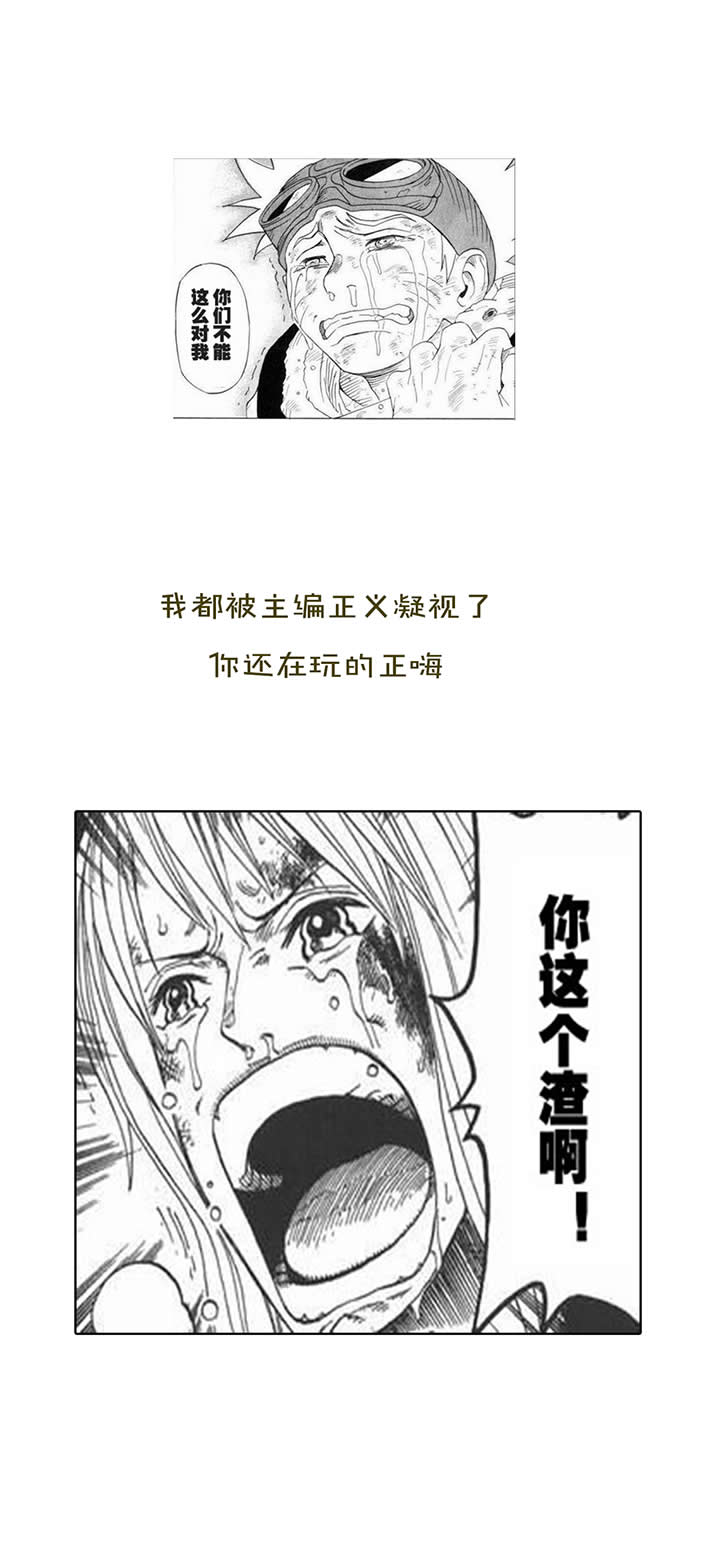 你们不能
这么对我
我都被主编正义凝视了
你还在玩的正嗨
你这个渣啊！